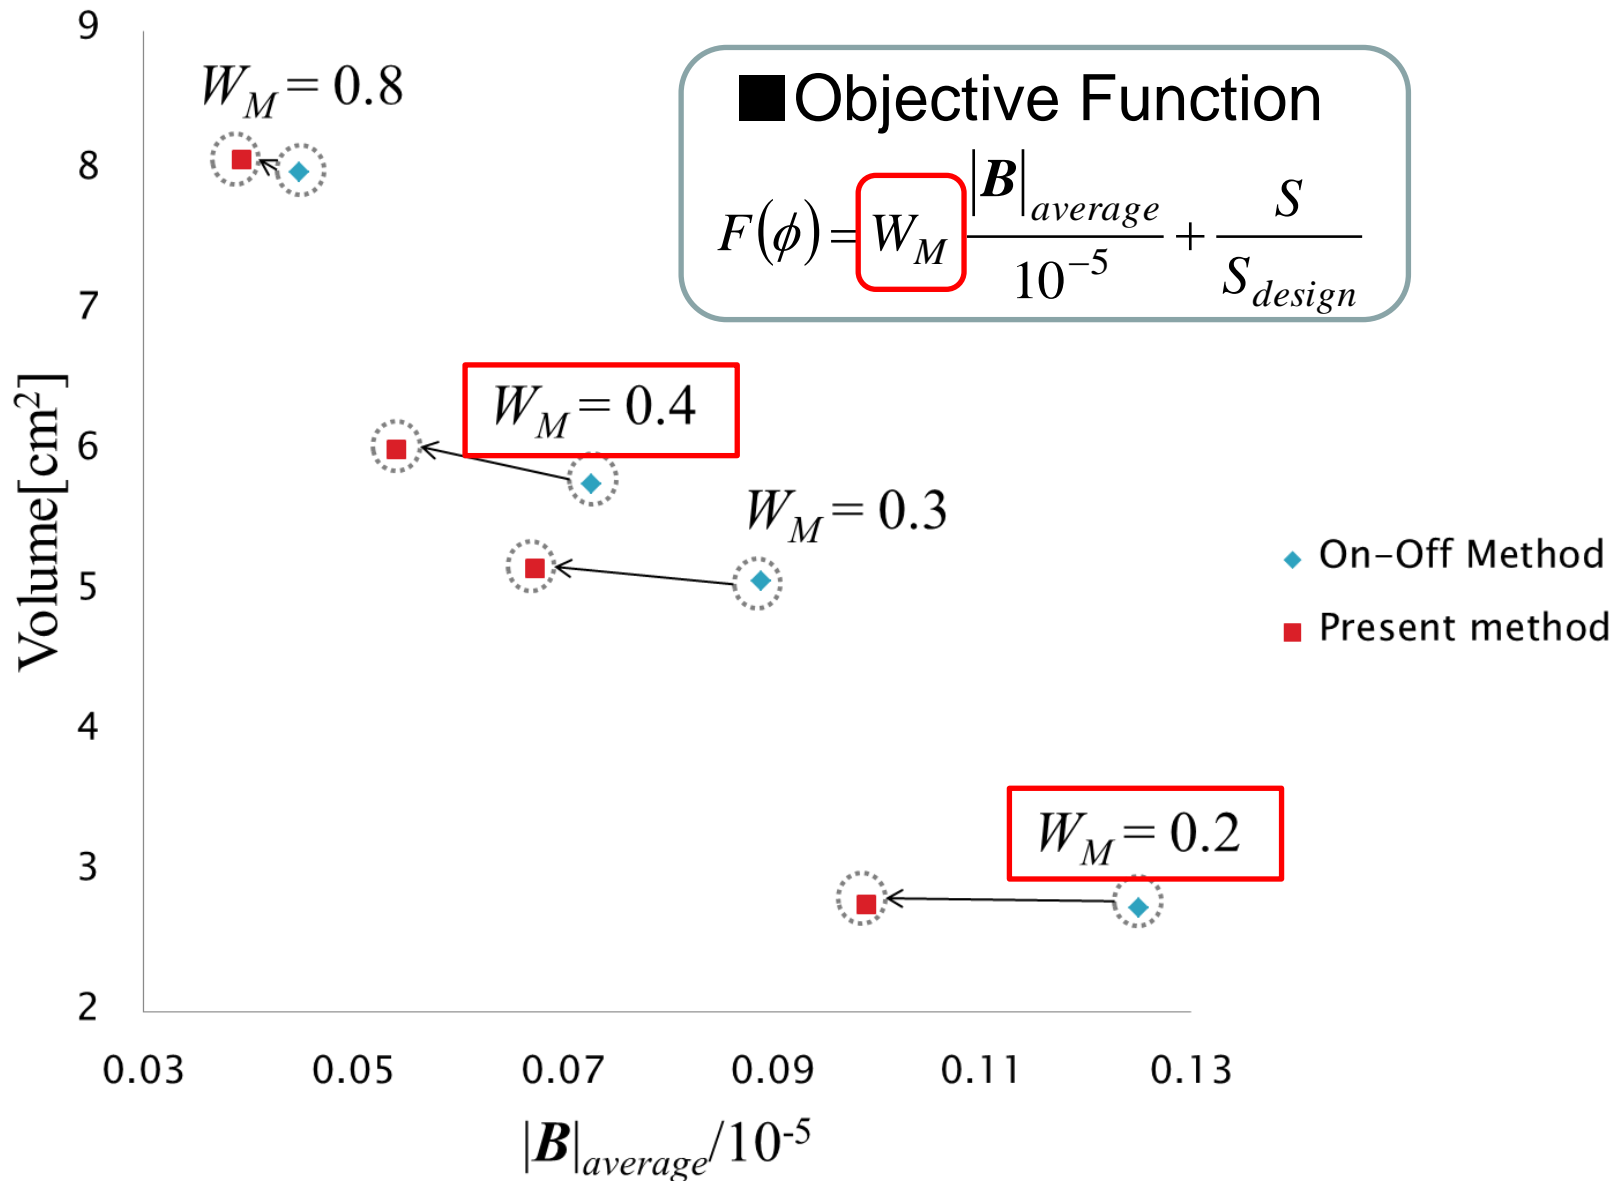 9
8
7
6
5
4
3
2
Volume[cm²]
0.03 0.05 0.07 0.09 0.11 0.13
|B|average/10⁻⁵
W_M = 0.8
W_M = 0.4
W_M = 0.3
W_M = 0.2
■Objective Function
F(ϕ) = W_M |B|average / 10⁻⁵ + S / S_design
On-Off Method
Present method